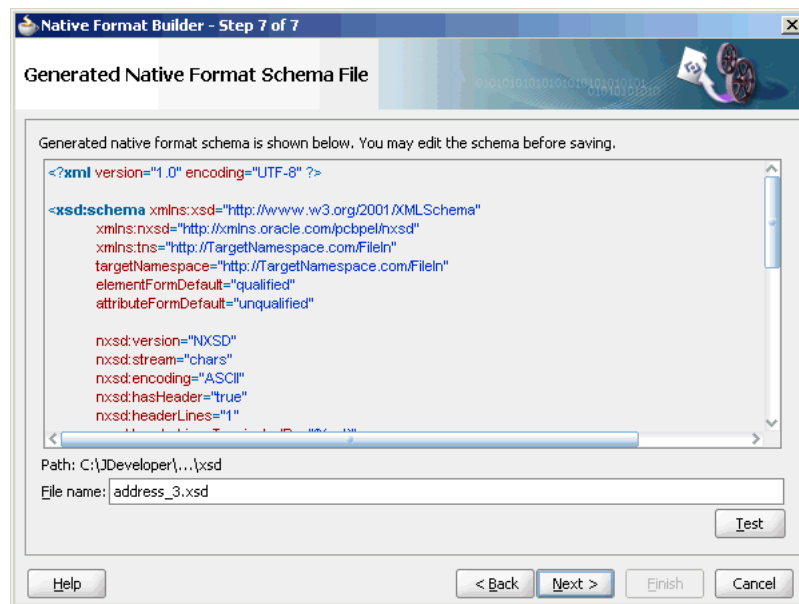 Native Format Builder - Step 7 of 7
Generated Native Format Schema File
Generated native format schema is shown below. You may edit the schema before saving.
<?xml version="1.0" encoding="UTF-8" ?>
<xsd:schema xmlns:xsd="http://www.w3.org/2001/XMLSchema"
xmlns:nxsd="http://xmlns.oracle.com/pcbpel/nxsd"
xmlns:tns="http://TargetNamespace.com/FileIn"
targetNamespace="http://TargetNamespace.com/FileIn"
elementFormDefault="qualified"
attributeFormDefault="unqualified"
nxsd:version="NXSD"
nxsd:stream="chars"
nxsd:encoding="ASCII"
nxsd:hasHeader="true"
nxsd:headerLines="1"
Path: C:\JDeveloper\...\xsd
File name: address_3.xsd
Test
Help
< Back
Next >
Finish
Cancel